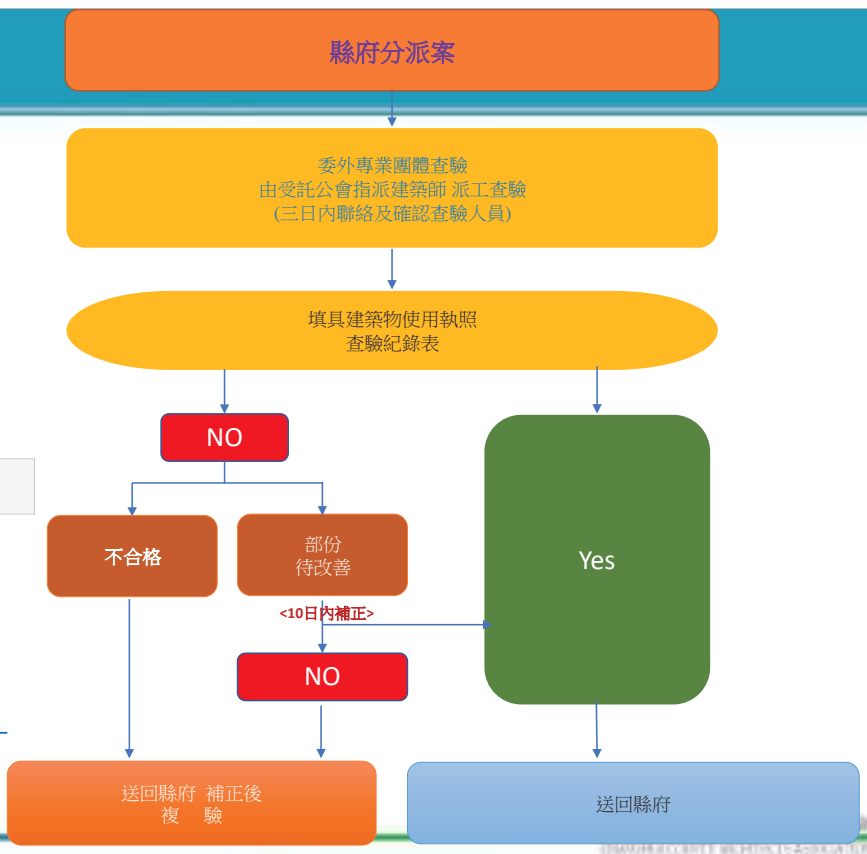 縣府分派案
委外專業團體查驗
由受託公會指派建築師 派工查驗
(三日內聯絡及確認查驗人員)
填具建築物使用執照
查驗紀錄表
NO
不合格
部份
待改善
Yes
<10日內補正>
NO
送回縣府 補正後
複 驗
送回縣府